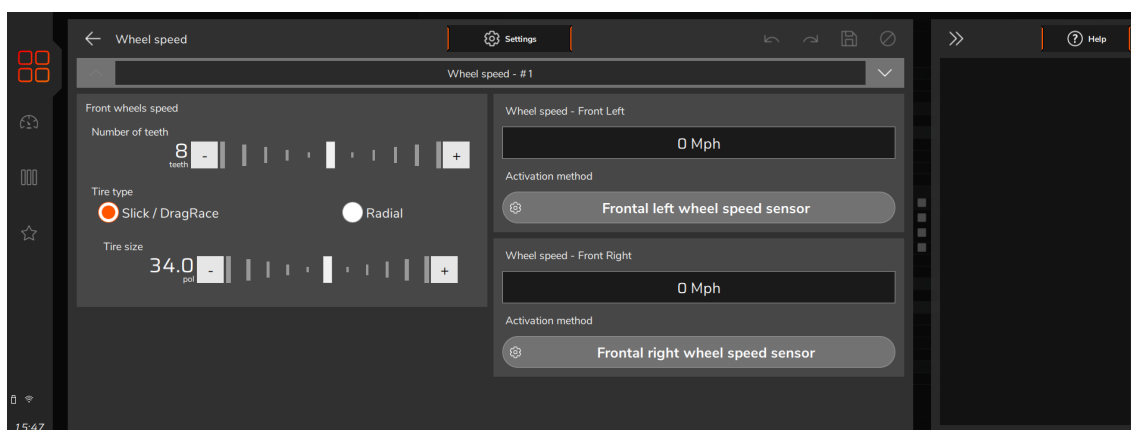 Wheel speed
Settings
Help
Wheel speed - #1
Front wheels speed
Number of teeth
8
teeth
-
+
Tire type
Slick / DragRace
Radial
Tire size
34.0
pol
-
+
Wheel speed - Front Left
0 Mph
Activation method
Frontal left wheel speed sensor
Wheel speed - Front Right
0 Mph
Activation method
Frontal right wheel speed sensor
15:47